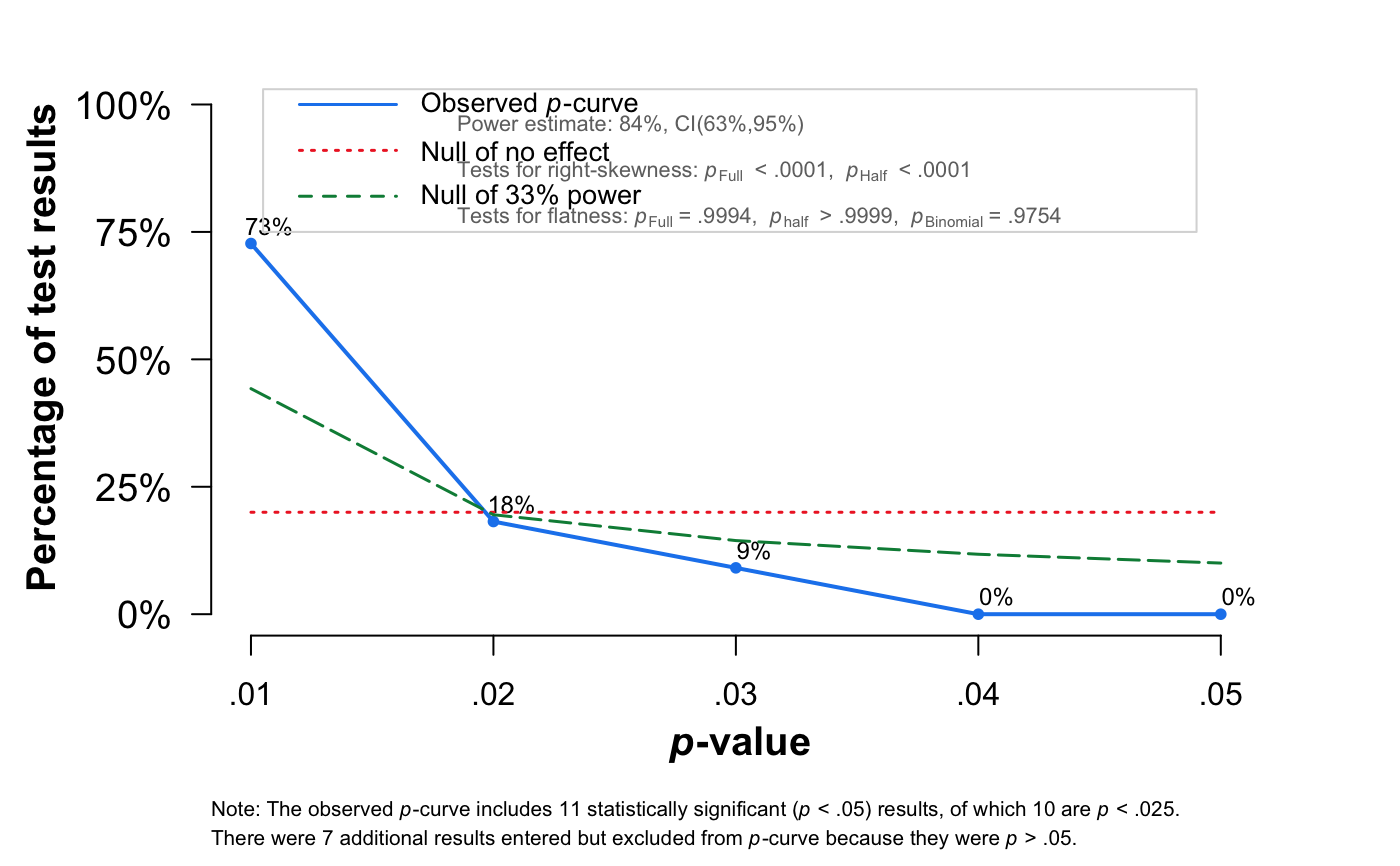 Percentage of test results
100%
75%
50%
25%
0%
Observed p-curve
Power estimate: 84%, CI(63%,95%)
Null of no effect
Tests for right-skewness: pFull < .0001, pHalf < .0001
Null of 33% power
Tests for flatness: pFull = .9994, phalf > .9999, pBinomial = .9754
73%
18%
9%
0%
0%
.01 .02 .03 .04 .05
p-value
Note: The observed p-curve includes 11 statistically significant (p < .05) results, of which 10 are p < .025.
There were 7 additional results entered but excluded from p-curve because they were p > .05.